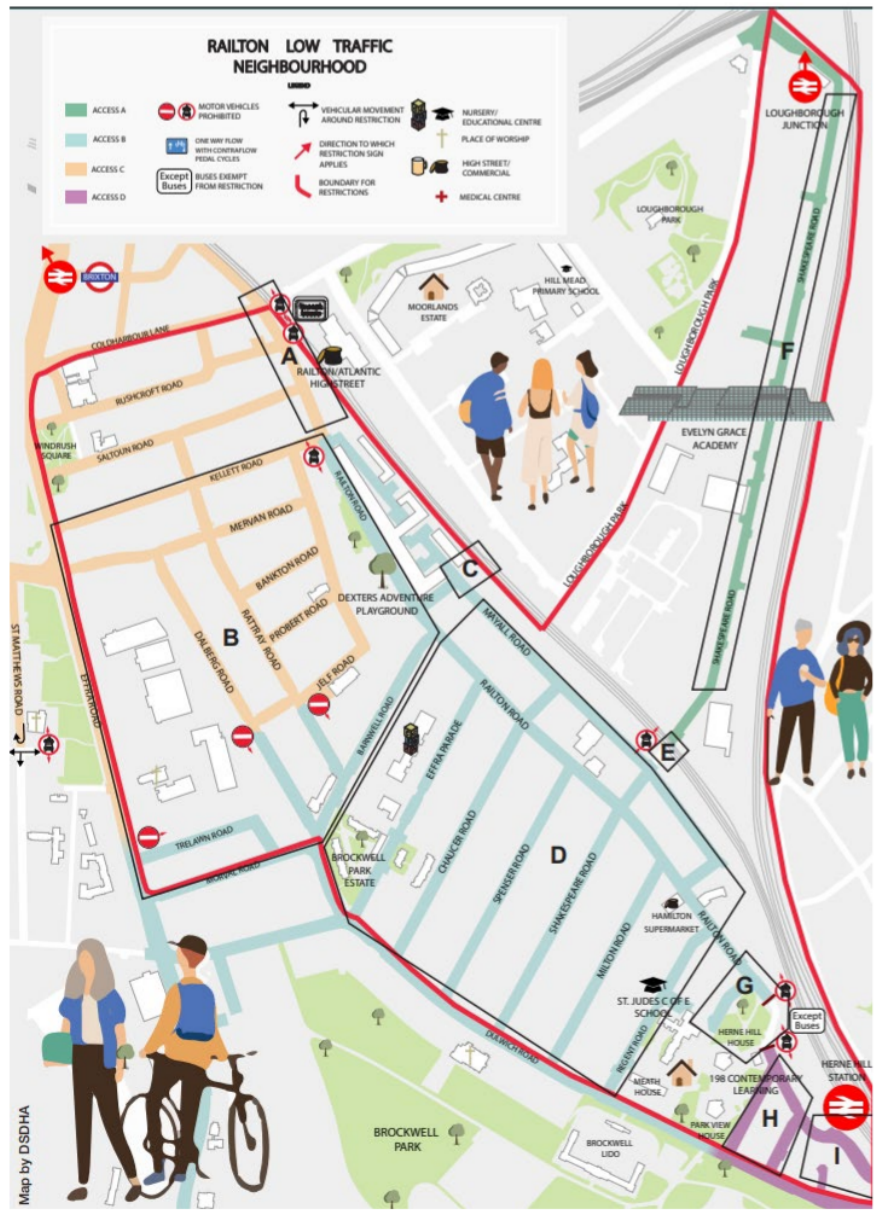 RAILTON LOW TRAFFIC
NEIGHBOURHOOD
ACCESS A
ACCESS B
ACCESS C
ACCESS D
MOTOR VEHICLES
PROHIBITED
ONE WAY FLOW
WITH CONTRAFLOW
PEDAL CYCLES
Except
Buses
BUSES EXEMPT
FROM RESTRICTION
VEHICULAR MOVEMENT
AROUND RESTRICTION
DIRECTION TO WHICH
RESTRICTION SIGN
APPLIES
BOUNDARY FOR
RESTRICTIONS
NURSERY/
EDUCATIONAL CENTRE
PLACE OF WORSHIP
HIGH STREET/
COMMERCIAL
MEDICAL CENTRE
LOUGHBOROUGH
JUNCTION
LOUGHBOROUGH
PARK
SHAKESPEARE ROAD
BRIXTON
MOORLANDS
ESTATE
HILL MEAD
PRIMARY SCHOOL
LOUGHBOROUGH PARK
COLDHARBOUR LANE
A
RAILTON/ATLANTIC
HIGHSTREET
F
RUSHCROFT ROAD
EVELYN GRACE
ACADEMY
WINDRUSH
SQUARE
SALTOUN ROAD
KELLETT ROAD
RAILTON ROAD
MERVAN ROAD
LOUGHBOROUGH PARK
BANKTON ROAD
C
DEXTERS ADVENTURE
PLAYGROUND
PROBERT ROAD
RATTRAY ROAD
B
DALBERG ROAD
JELF ROAD
MAYALL ROAD
SHAKESPEARE ROAD
ST MATTHEWS ROAD
EFFRA ROAD
RAILTON ROAD
BARNWELL ROAD
EFFRA PARADE
E
TRELAWN ROAD
MORVAL ROAD
BROCKWELL
PARK
ESTATE
CHAUCER ROAD
SPENSER ROAD
D
SHAKESPEARE ROAD
MILTON ROAD
HAMILTON
SUPERMARKET
RAILTON ROAD
ST. JUDES C OF E
SCHOOL
G
HERNE HILL
HOUSE
Except
Buses
DULWICH ROAD
REGENT ROAD
MEATH
HOUSE
198 CONTEMPORARY
LEARNING
HERNE HILL
STATION
PARK VIEW
HOUSE
H
I
BROCKWELL
PARK
BROCKWELL
LIDO
Map by DSDHA